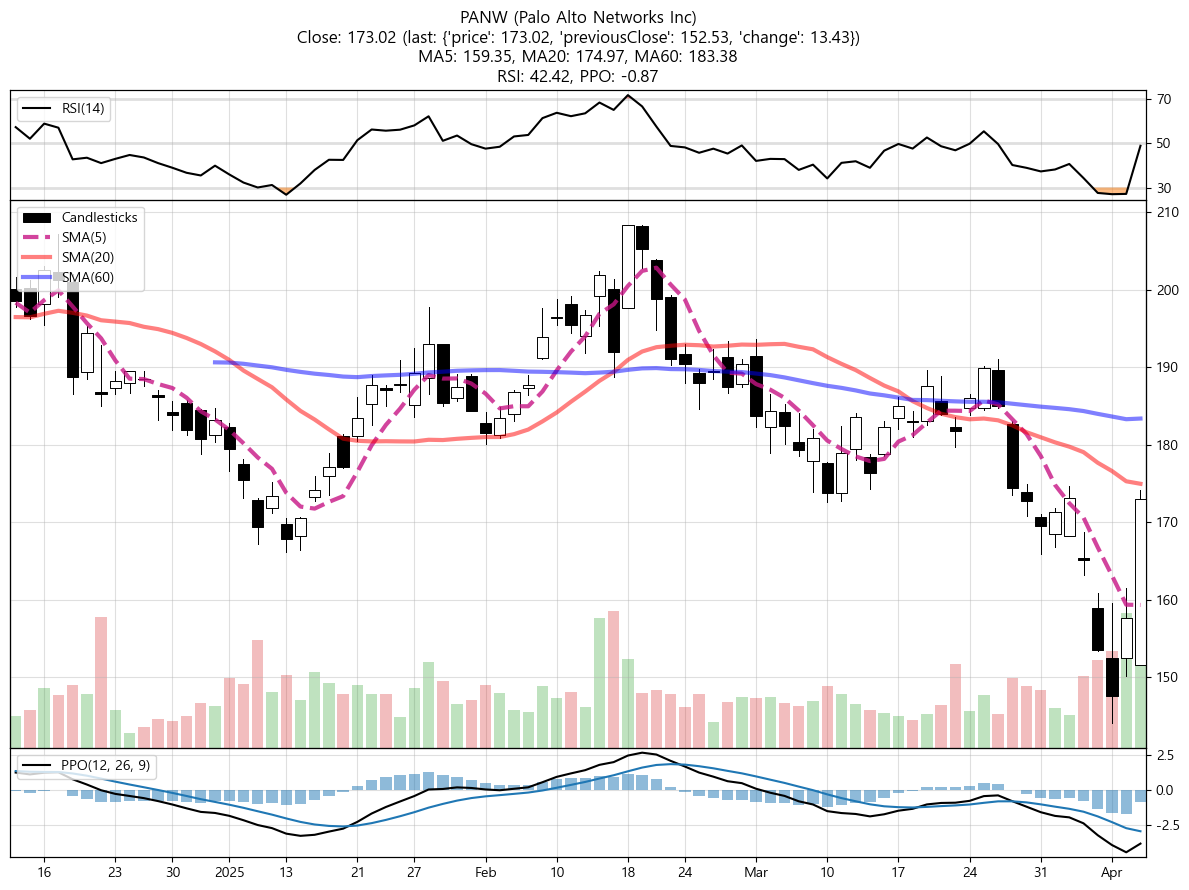 PANW (Palo Alto Networks Inc)
Close: 173.02 (last: {'price': 173.02, 'previousClose': 152.53, 'change': 13.43})
MA5: 159.35, MA20: 174.97, MA60: 183.38
RSI: 42.42, PPO: -0.87
RSI(14)
70
50
30
Candlesticks
SMA(5)
SMA(20)
SMA(60)
210
200
190
180
170
160
150
PPO(12, 26, 9)
2.5
0.0
−2.5
16 23 30 2025 13 21 27 Feb 10 18 24 Mar 10 17 24 31 Apr